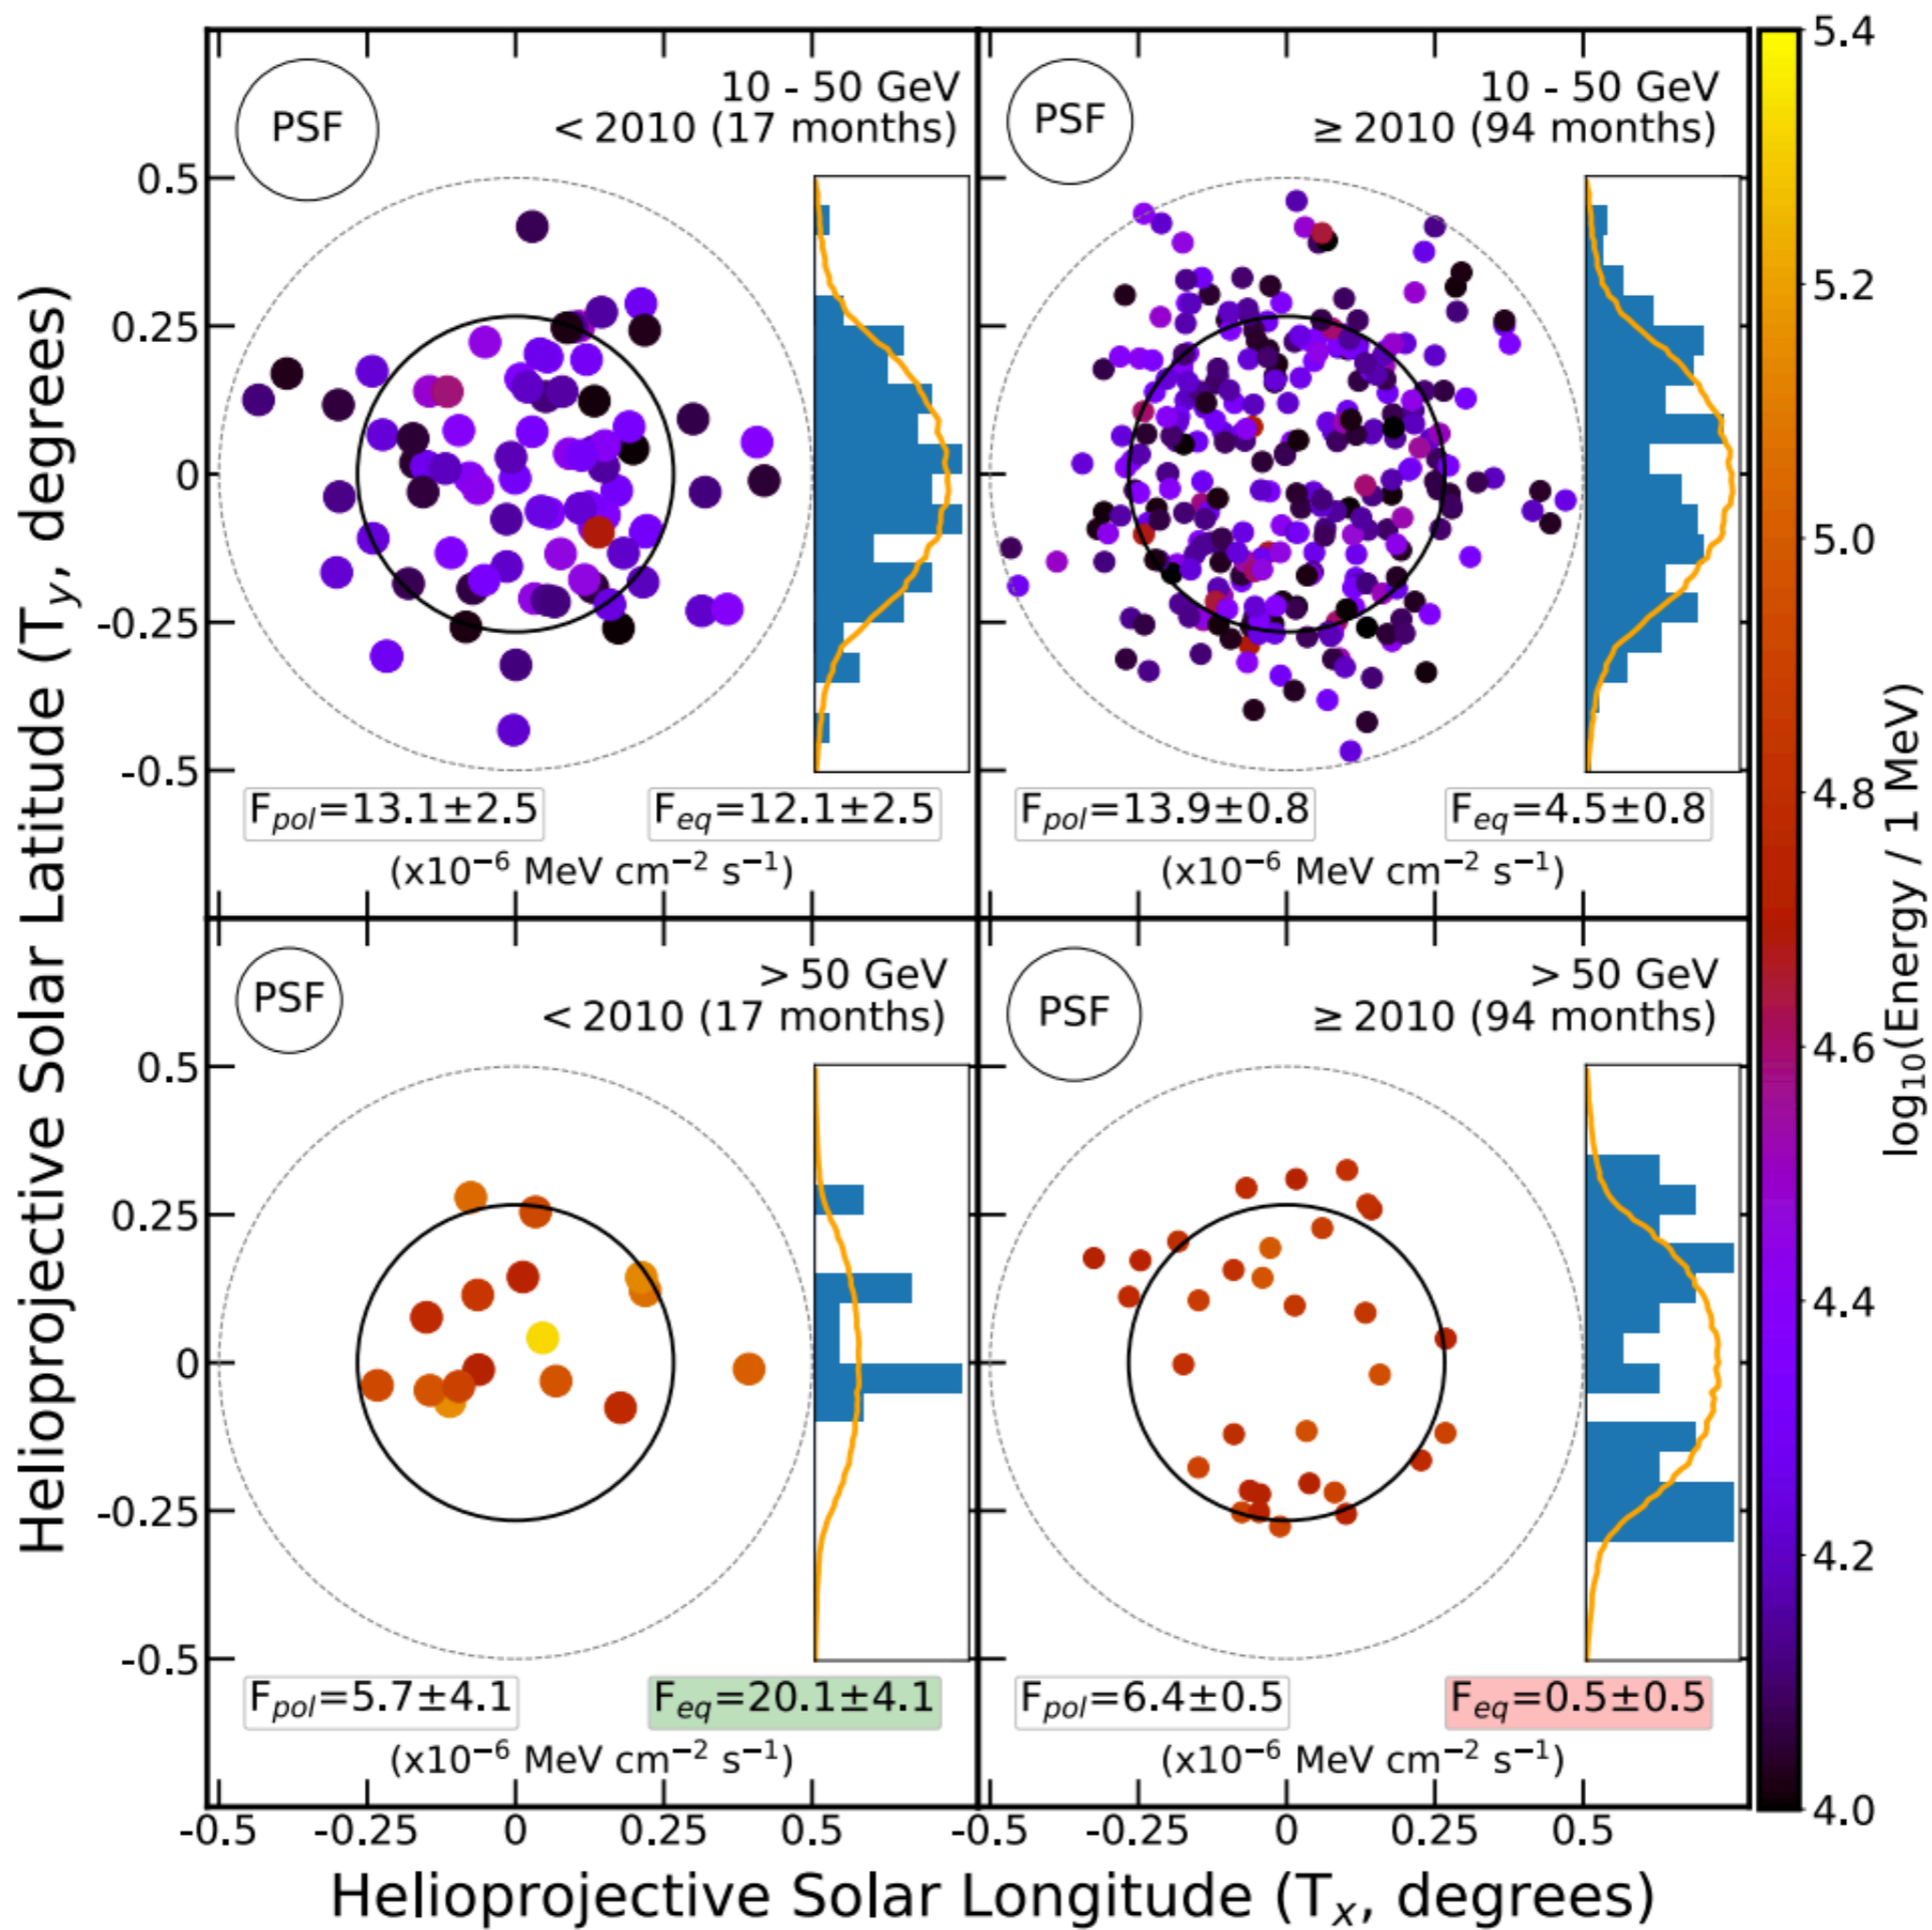 PSF
10 - 50 GeV
< 2010 (17 months)
PSF
10 - 50 GeV
≥ 2010 (94 months)
0.5
0.25
0
-0.25
-0.5
F_pol=13.1±2.5
F_eq=12.1±2.5
(x10⁻⁶ MeV cm⁻² s⁻¹)
F_pol=13.9±0.8
F_eq=4.5±0.8
(x10⁻⁶ MeV cm⁻² s⁻¹)
PSF
> 50 GeV
< 2010 (17 months)
PSF
> 50 GeV
≥ 2010 (94 months)
0.5
0.25
0
-0.25
-0.5
F_pol=5.7±4.1
F_eq=20.1±4.1
(x10⁻⁶ MeV cm⁻² s⁻¹)
F_pol=6.4±0.5
F_eq=0.5±0.5
(x10⁻⁶ MeV cm⁻² s⁻¹)
-0.5 -0.25 0 0.25 0.5 -0.5 -0.25 0 0.25 0.5
Helioprojective Solar Longitude (Tₓ, degrees)
Helioprojective Solar Latitude (T_y, degrees)
5.4
5.2
5.0
4.8
4.6
4.4
4.2
4.0
log₁₀(Energy / 1 MeV)